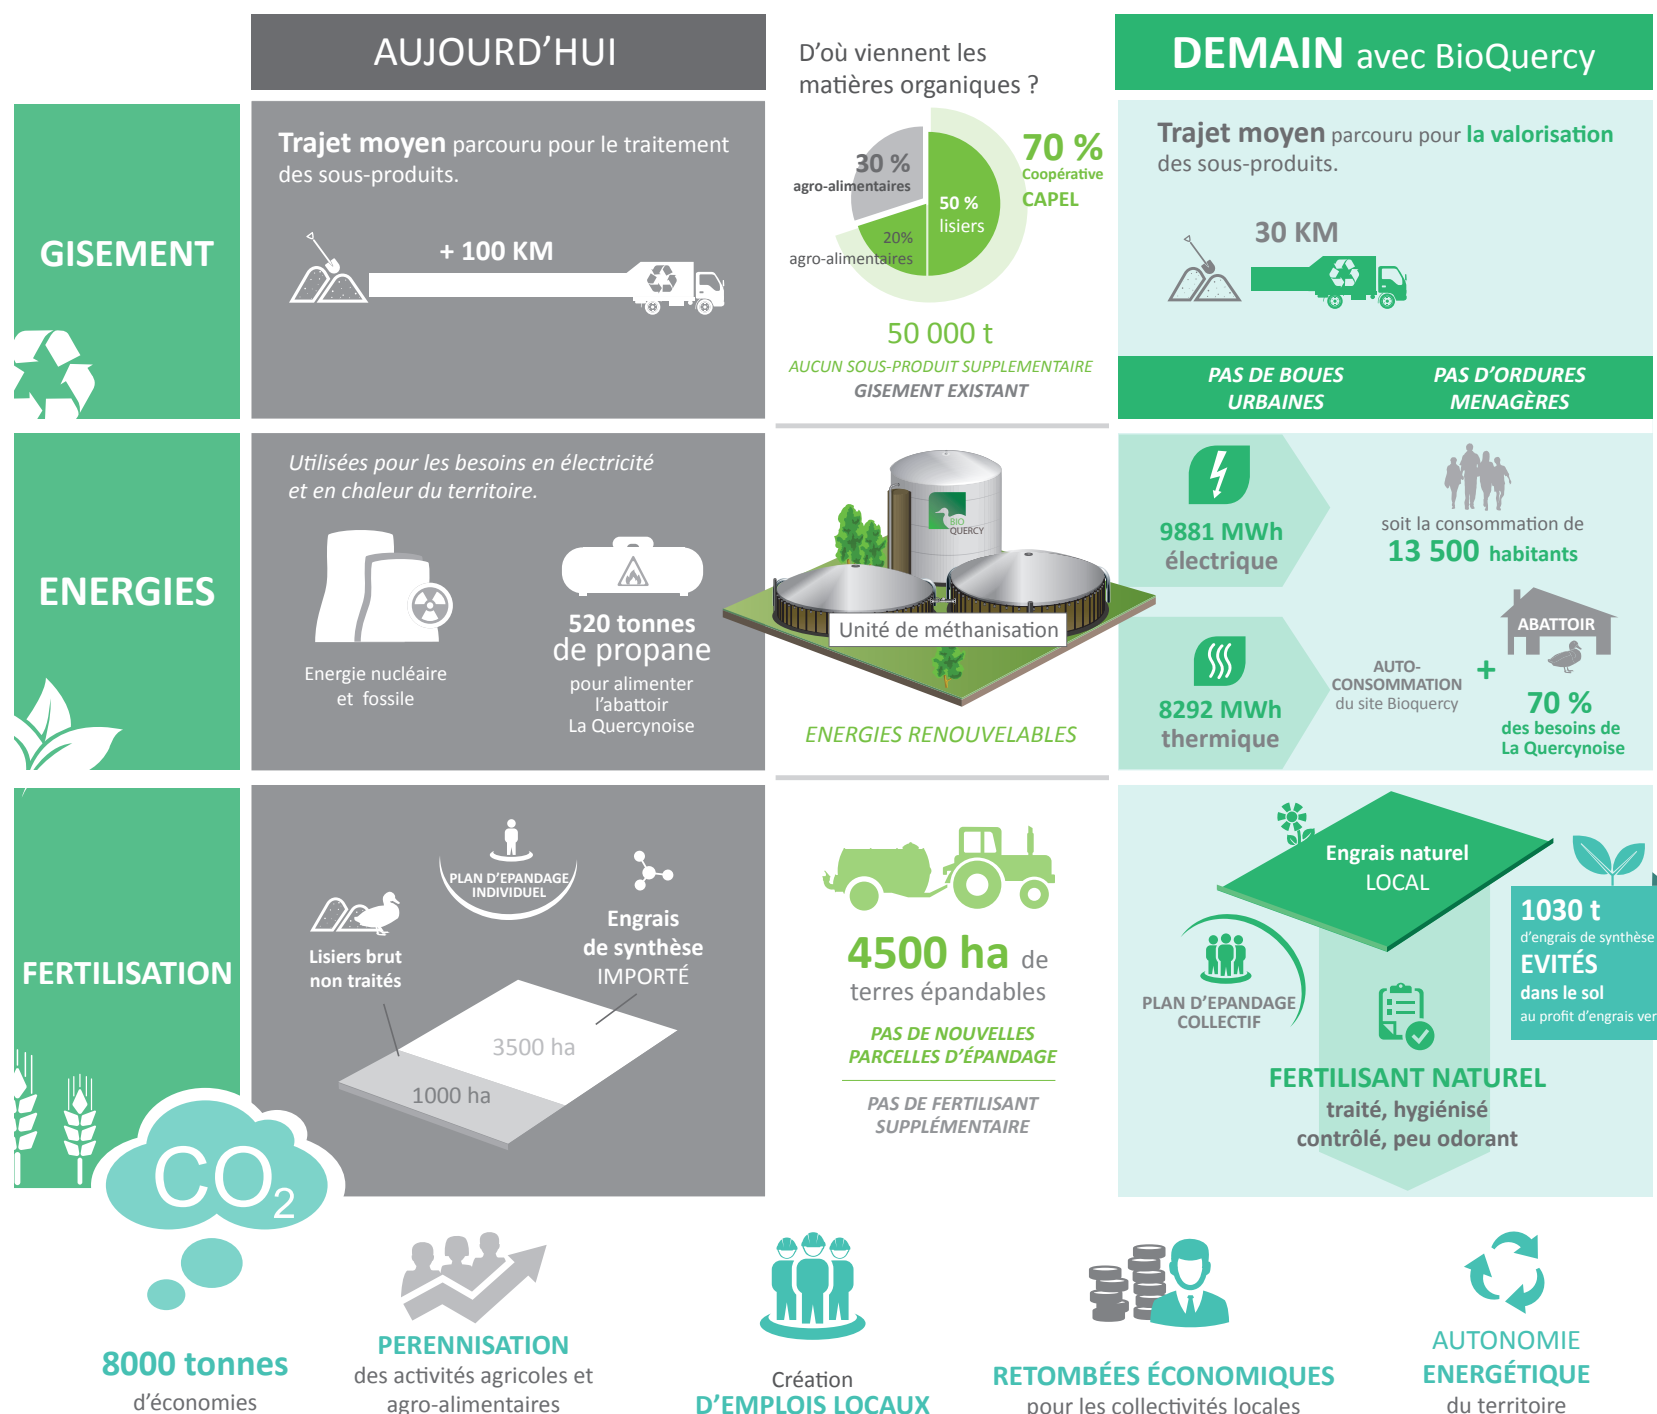 AUJOURD'HUI
D'où viennent les
matières organiques ?
DEMAIN avec BioQuercy
GISEMENT
Trajet moyen parcouru pour le traitement
des sous-produits.
+ 100 KM
30 %
agro-alimentaires
50 %
lisiers
20%
agro-alimentaires
70 %
Coopérative
CAPEL
50 000 t
AUCUN SOUS-PRODUIT SUPPLEMENTAIRE
GISEMENT EXISTANT
Trajet moyen parcouru pour la valorisation
des sous-produits.
30 KM
PAS DE BOUES
URBAINES
PAS D'ORDURES
MENAGÈRES
ENERGIES
Utilisées pour les besoins en électricité
et en chaleur du territoire.
Energie nucléaire
et fossile
520 tonnes
de propane
pour alimenter
l'abattoir
La Quercynoise
BIO
QUERCY
Unité de méthanisation
ENERGIES RENOUVELABLES
9881 MWh
électrique
soit la consommation de
13 500 habitants
8292 MWh
thermique
AUTO-
CONSOMMATION
du site Bioquercy
+
ABATTOIR
70 %
des besoins de
La Quercynoise
FERTILISATION
PLAN D'EPANDAGE
INDIVIDUEL
Lisiers brut
non traités
Engrais
de synthèse
IMPORTÉ
3500 ha
1000 ha
4500 ha de
terres épandables
PAS DE NOUVELLES
PARCELLES D'ÉPANDAGE
PAS DE FERTILISANT
SUPPLÉMENTAIRE
Engrais naturel
LOCAL
PLAN D'EPANDAGE
COLLECTIF
1030 t
d'engrais de synthèse
EVITÉS
dans le sol
au profit d'engrais ver
FERTILISANT NATUREL
traité, hygiénisé
contrôlé, peu odorant
CO2
8000 tonnes
d'économies
PERENNISATION
des activités agricoles et
agro-alimentaires
Création
D'EMPLOIS LOCAUX
RETOMBÉES ÉCONOMIQUES
pour les collectivités locales
AUTONOMIE
ENERGÉTIQUE
du territoire